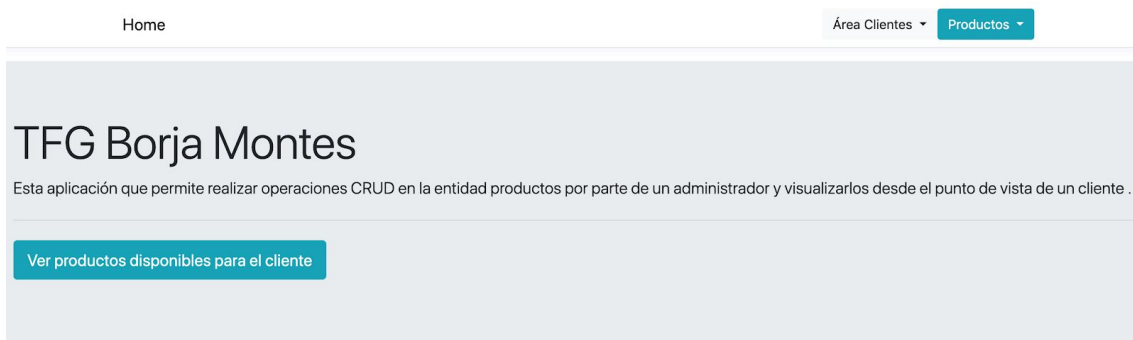 Home
Área Clientes
Productos
TFG Borja Montes
Esta aplicación que permite realizar operaciones CRUD en la entidad productos por parte de un administrador y visualizarlos desde el punto de vista de un cliente .
Ver productos disponibles para el cliente